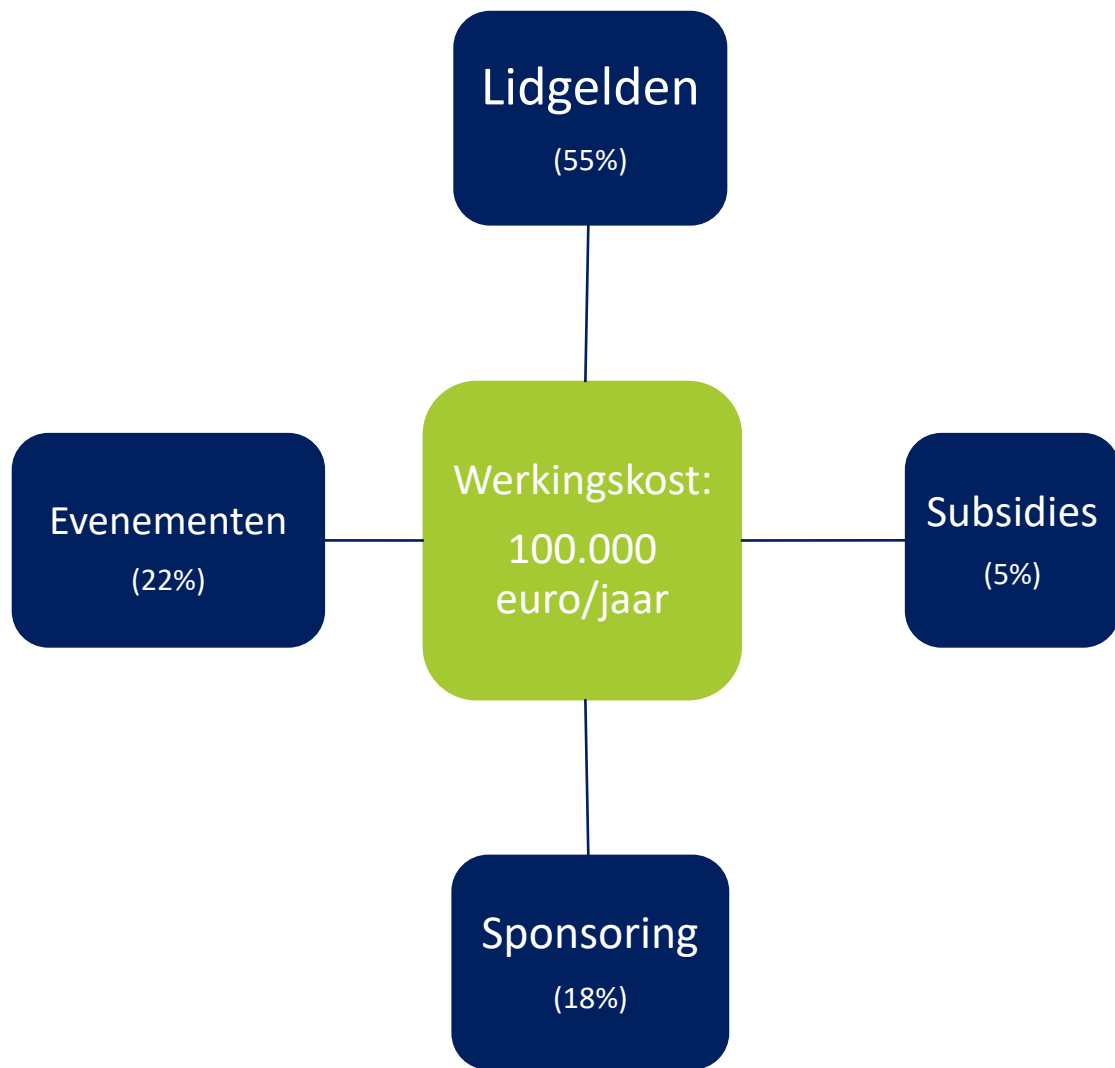 Lidgelden
(55%)
Evenementen
(22%)
Werkingskost:
100.000
euro/jaar
Subsidies
(5%)
Sponsoring
(18%)